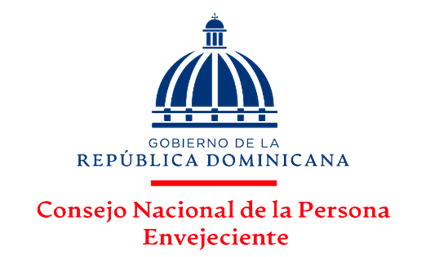 GOBIERNO DE LA
REPÚBLICA DOMINICANA
Consejo Nacional de la Persona
Envejeciente